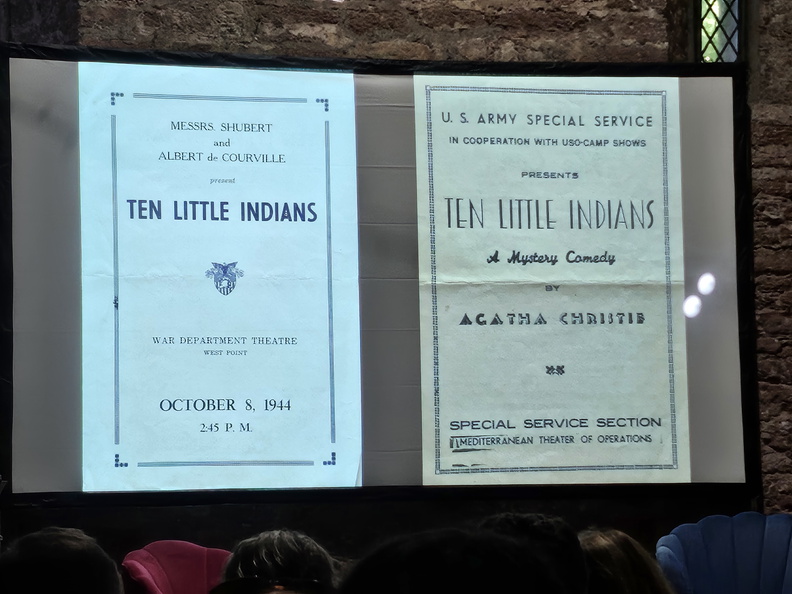 MESSRS. SHUBERT
and
ALBERT de COURVILLE
present
TEN LITTLE INDIANS
WAR DEPARTMENT THEATRE
WEST POINT
OCTOBER 8, 1944
2:45 P. M.
U. S. ARMY SPECIAL SERVICE
IN COOPERATION WITH USO-CAMP SHOWS
PRESENTS
TEN LITTLE INDIANS
A Mystery Comedy
BY
AGATHA CHRISTIE
SPECIAL SERVICE SECTION
MEDITERRANEAN THEATER OF OPERATIONS